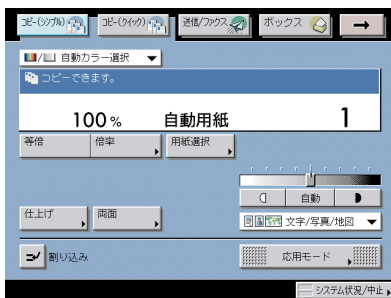 コピー(シンプル) コピー(クイック) 送信/ファクス ボックス
自動カラー選択
コピーできます。
100% 自動用紙 1
等倍 倍率 用紙選択
自動
仕上げ 両面 文字/写真/地図
割り込み 応用モード
システム状況/中止